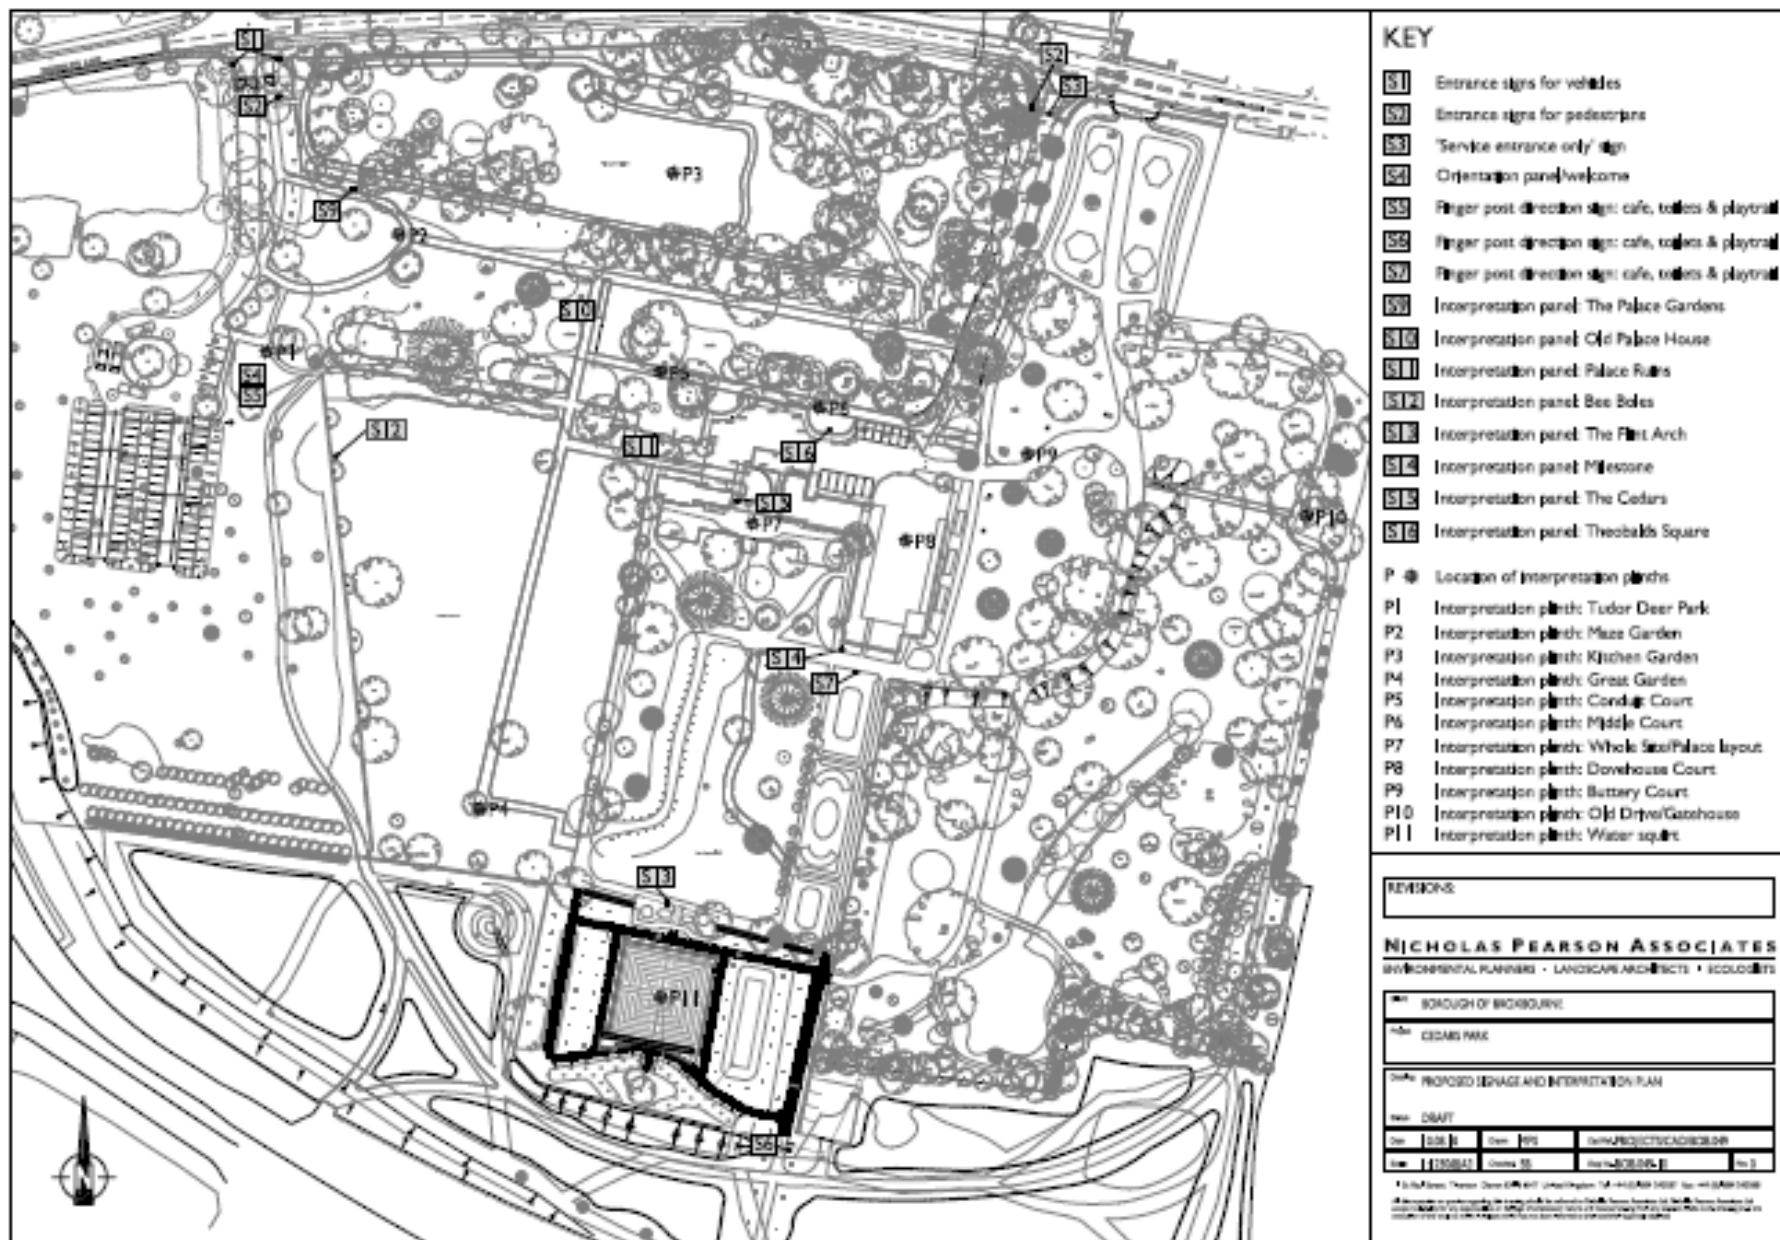 S1
S2
S2
S3
P3
S9
P2
S10
P1
S4
S5
P5
P6
S12
S11
S16
P9
S15
P7
P8
P10
S14
S7
P4
S13
P11
S6
KEY
S1 Entrance signs for vehicles
S2 Entrance signs for pedestrians
S3 'Service entrance only' sign
S4 Orientation panel/welcome
S5 Finger post direction sign: cafe, toilets & playtrail
S6 Finger post direction sign: cafe, toilets & playtrail
S7 Finger post direction sign: cafe, toilets & playtrail
S9 Interpretation panel: The Palace Gardens
S10 Interpretation panel: Old Palace House
S11 Interpretation panel: Palace Ruins
S12 Interpretation panel: Bee Boles
S13 Interpretation panel: The Flint Arch
S14 Interpretation panel: Milestone
S15 Interpretation panel: The Cedars
S16 Interpretation panel: Theobalds Square
P Location of interpretation plinths
P1 Interpretation plinth: Tudor Deer Park
P2 Interpretation plinth: Maze Garden
P3 Interpretation plinth: Kitchen Garden
P4 Interpretation plinth: Great Garden
P5 Interpretation plinth: Conduit Court
P6 Interpretation plinth: Middle Court
P7 Interpretation plinth: Whole Site/Palace layout
P8 Interpretation plinth: Dovehouse Court
P9 Interpretation plinth: Buttery Court
P10 Interpretation plinth: Old Drive/Gatehouse
P11 Interpretation plinth: Water squirt
REVISIONS:
NICHOLAS PEARSON ASSOCIATES
ENVIRONMENTAL PLANNERS • LANDSCAPE ARCHITECTS • ECOLOGISTS
BOROUGH OF BROXBOURNE
CEDARS PARK
PROPOSED SIGNAGE AND INTERPRETATION PLAN
DRAFT